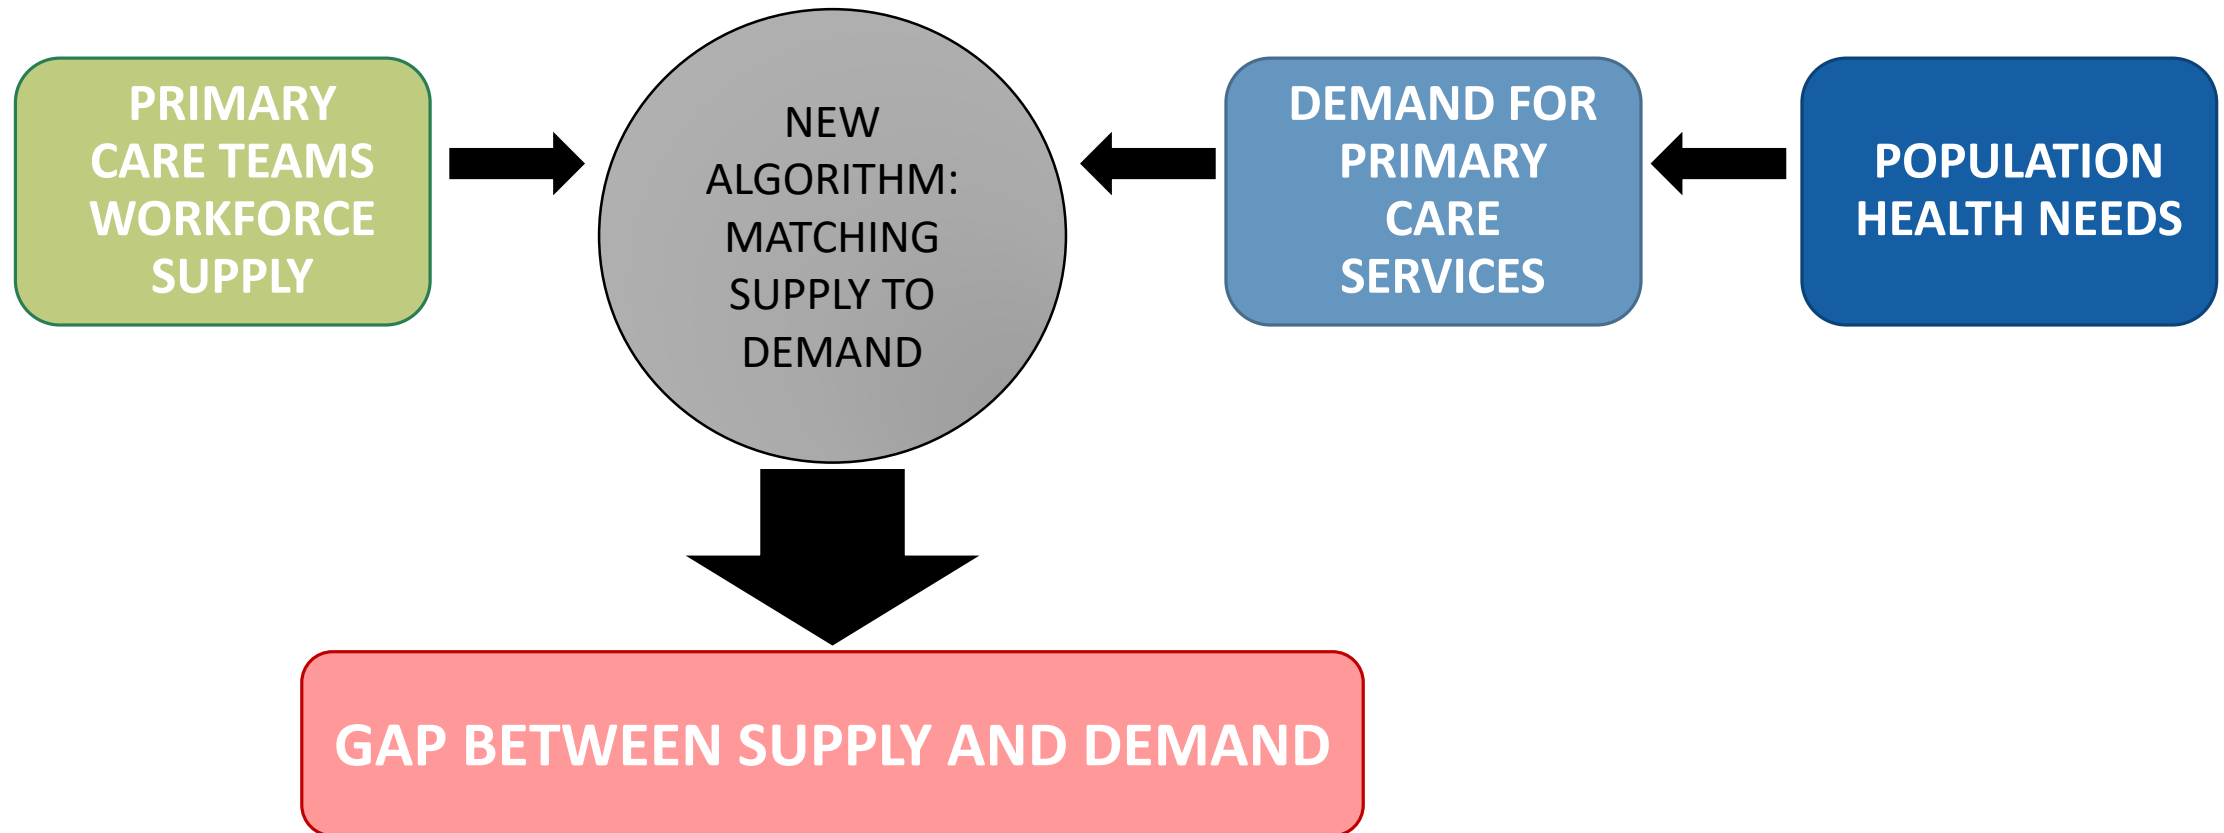 PRIMARY
CARE TEAMS
WORKFORCE
SUPPLY
NEW
ALGORITHM:
MATCHING
SUPPLY TO
DEMAND
DEMAND FOR
PRIMARY
CARE
SERVICES
POPULATION
HEALTH NEEDS
GAP BETWEEN SUPPLY AND DEMAND